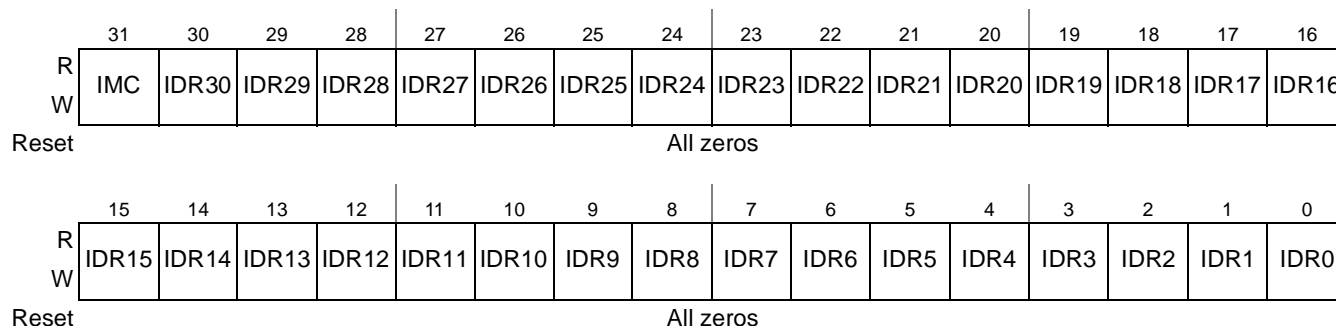 31 30 29 28 27 26 25 24 23 22 21 20 19 18 17 16
R
IMC IDR30 IDR29 IDR28 IDR27 IDR26 IDR25 IDR24 IDR23 IDR22 IDR21 IDR20 IDR19 IDR18 IDR17 IDR16
W
Reset All zeros
15 14 13 12 11 10 9 8 7 6 5 4 3 2 1 0
R
IDR15 IDR14 IDR13 IDR12 IDR11 IDR10 IDR9 IDR8 IDR7 IDR6 IDR5 IDR4 IDR3 IDR2 IDR1 IDR0
W
Reset All zeros